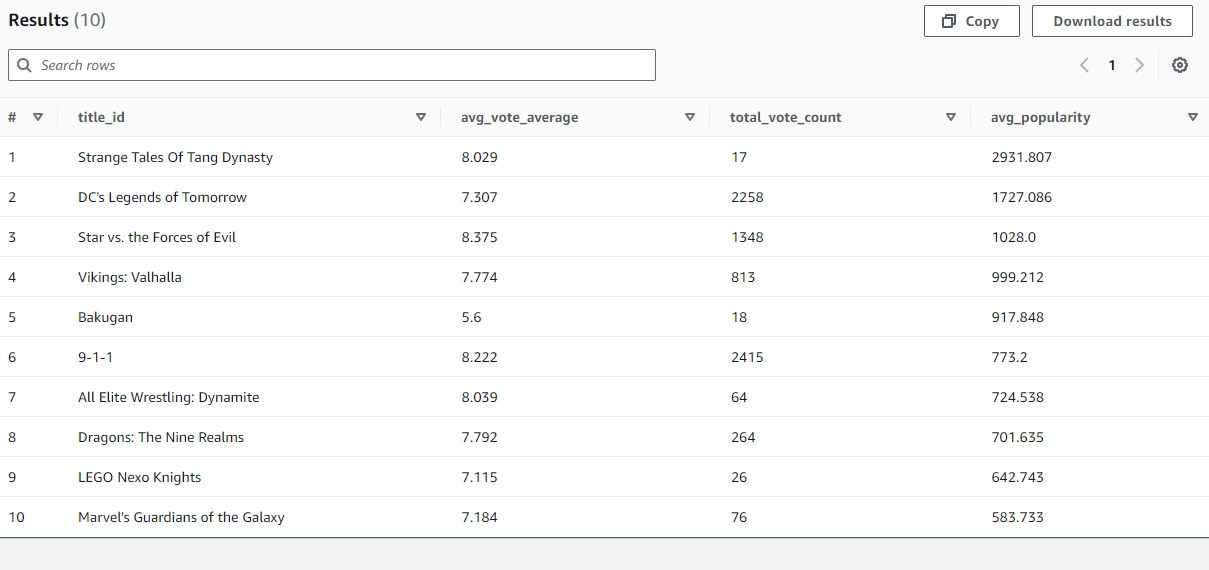 Results (10) Copy Download results
Search rows 1
# title_id avg_vote_average total_vote_count avg_popularity
1 Strange Tales Of Tang Dynasty 8.029 17 2931.807
2 DC's Legends of Tomorrow 7.307 2258 1727.086
3 Star vs. the Forces of Evil 8.375 1348 1028.0
4 Vikings: Valhalla 7.774 813 999.212
5 Bakugan 5.6 18 917.848
6 9-1-1 8.222 2415 773.2
7 All Elite Wrestling: Dynamite 8.039 64 724.538
8 Dragons: The Nine Realms 7.792 264 701.635
9 LEGO Nexo Knights 7.115 26 642.743
10 Marvel's Guardians of the Galaxy 7.184 76 583.733